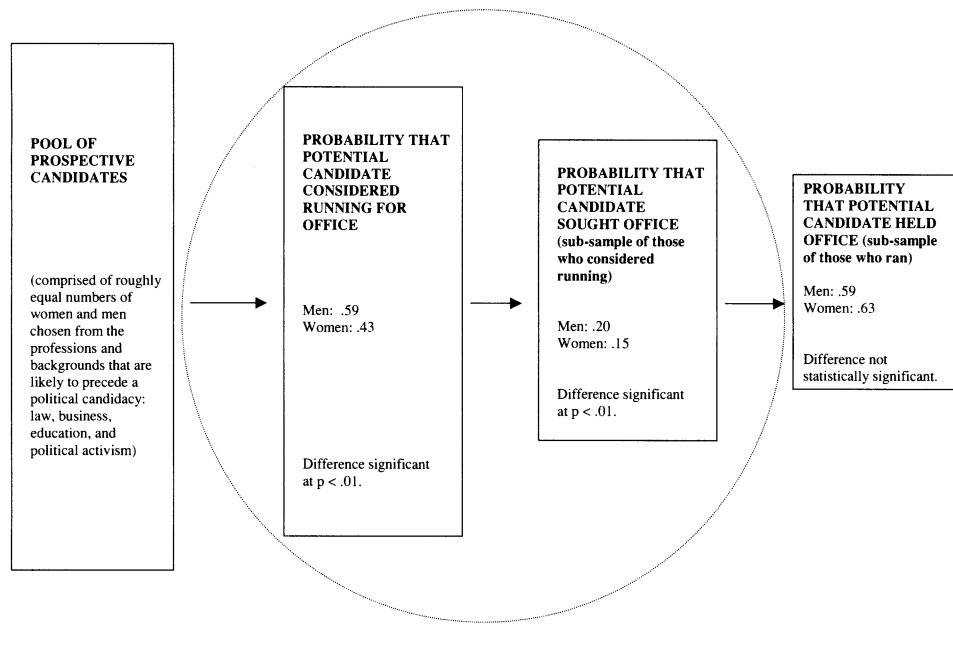 POOL OF
PROSPECTIVE
CANDIDATES
(comprised of roughly
equal numbers of
women and men
chosen from the
professions and
backgrounds that are
likely to precede a
political candidacy:
law, business,
education, and
political activism)
PROBABILITY THAT
POTENTIAL
CANDIDATE
CONSIDERED
RUNNING FOR
OFFICE
Men: .59
Women: .43
Difference significant
at p < .01.
PROBABILITY THAT
POTENTIAL
CANDIDATE
SOUGHT OFFICE
(sub-sample of those
who considered
running)
Men: .20
Women: .15
Difference significant
at p < .01.
PROBABILITY
THAT POTENTIAL
CANDIDATE HELD
OFFICE (sub-sample
of those who ran)
Men: .59
Women: .63
Difference not
statistically significant.